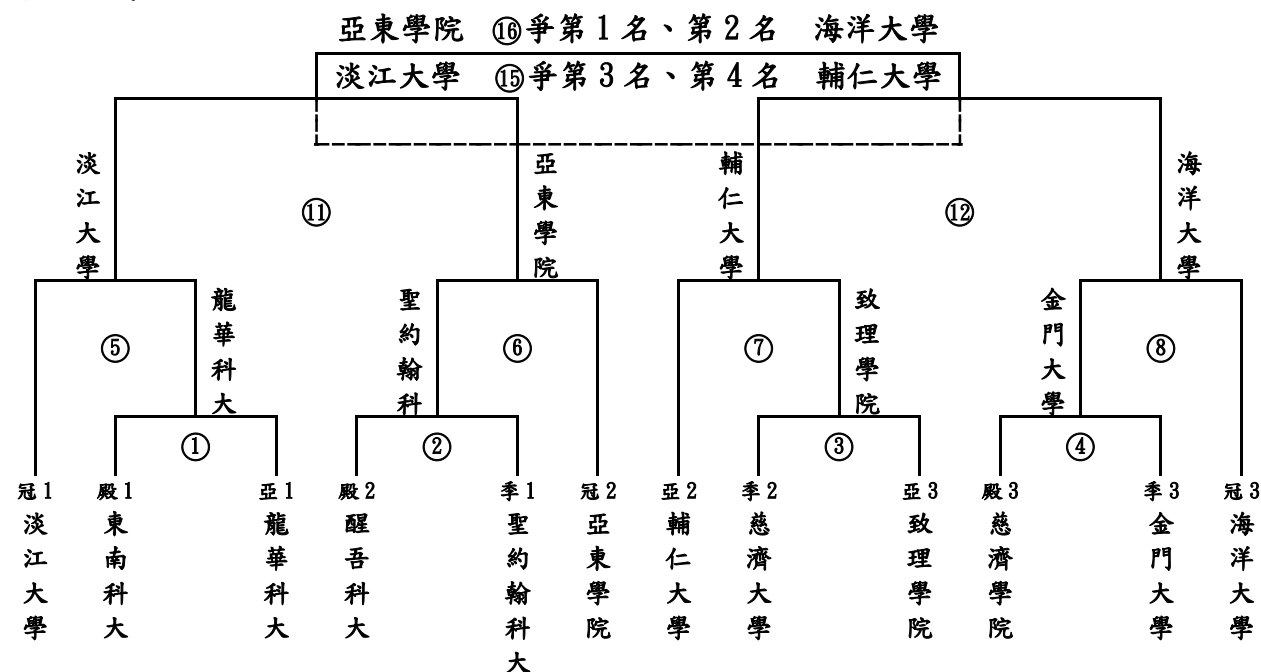 亞東學院 ⑯爭第1名、第2名 海洋大學
淡江大學 ⑮爭第3名、第4名 輔仁大學
淡江大學
亞東學院
輔仁大學
海洋大學
⑪
⑫
龍華科大
聖約翰科
致理學院
金門大學
⑤
⑥
⑦
⑧
①
②
③
④
冠1
殿1
亞1
殿2
季1
冠2
亞2
季2
亞3
殿3
季3
冠3
淡江大學
東南科大
龍華科大
醒吾科大
聖約翰科大
亞東學院
輔仁大學
慈濟大學
致理學院
慈濟學院
金門大學
海洋大學